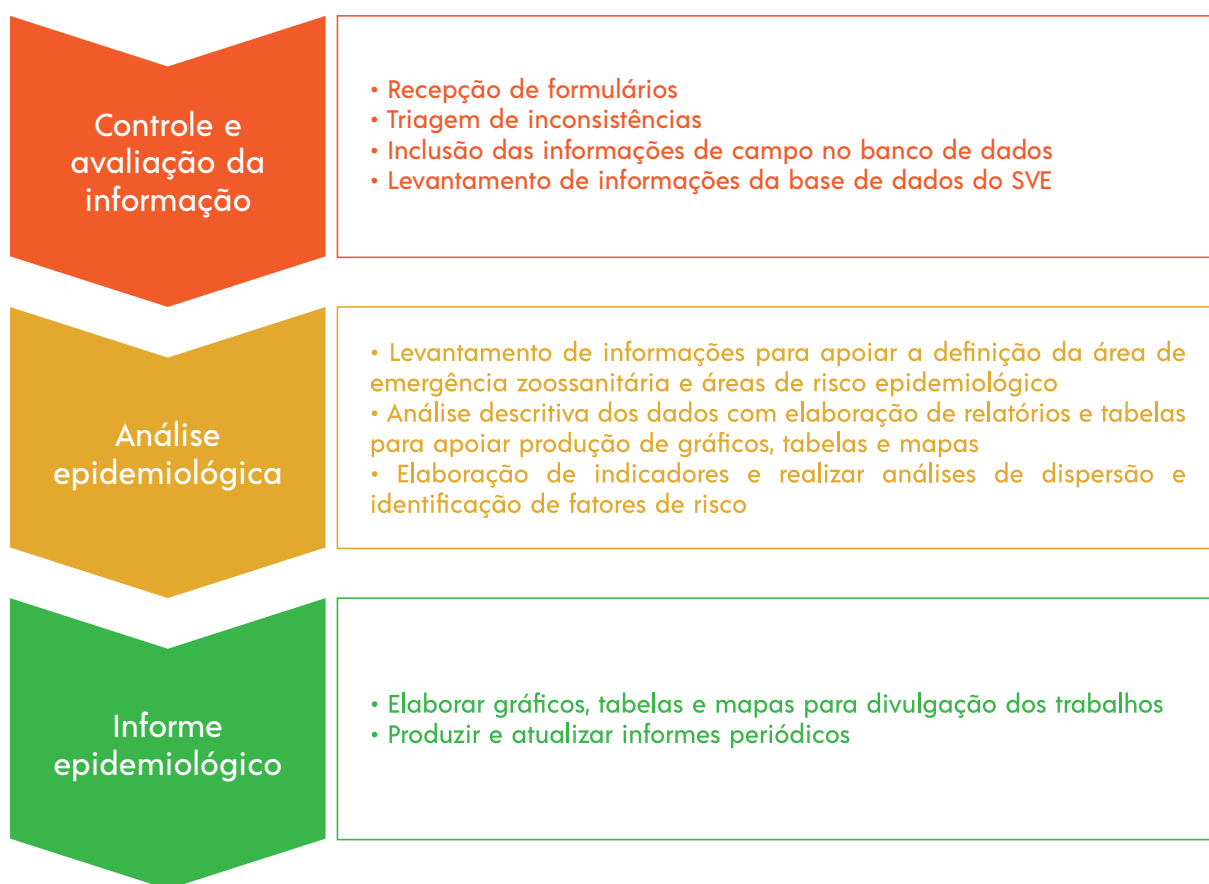 Controle e
avaliação da
informação
• Recepção de formulários
• Triagem de inconsistências
• Inclusão das informações de campo no banco de dados
• Levantamento de informações da base de dados do SVE
Análise
epidemiológica
• Levantamento de informações para apoiar a definição da área de
emergência zoossanitária e áreas de risco epidemiológico
• Análise descritiva dos dados com elaboração de relatórios e tabelas
para apoiar produção de gráficos, tabelas e mapas
• Elaboração de indicadores e realizar análises de dispersão e
identificação de fatores de risco
Informe
epidemiológico
• Elaborar gráficos, tabelas e mapas para divulgação dos trabalhos
• Produzir e atualizar informes periódicos